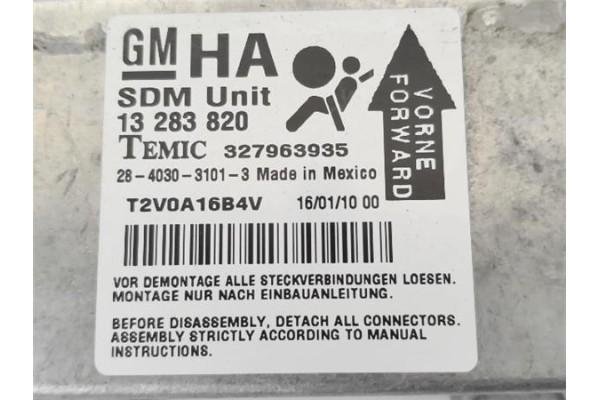 GM HA
SDM Unit
13 283 820
TEMIC 327963935
28-4030-3101-3 Made in Mexico
T2V0A16B4V 16/01/10 00
VORNE
FORWARD
VOR DEMONTAGE ALLE STECKVERBINDUNGEN LOESEN.
MONTAGE NUR NACH EINBAUANLEITUNG.
BEFORE DISASSEMBLY, DETACH ALL CONNECTORS.
ASSEMBLY STRICTLY ACCORDING TO MANUAL
INSTRUCTIONS.